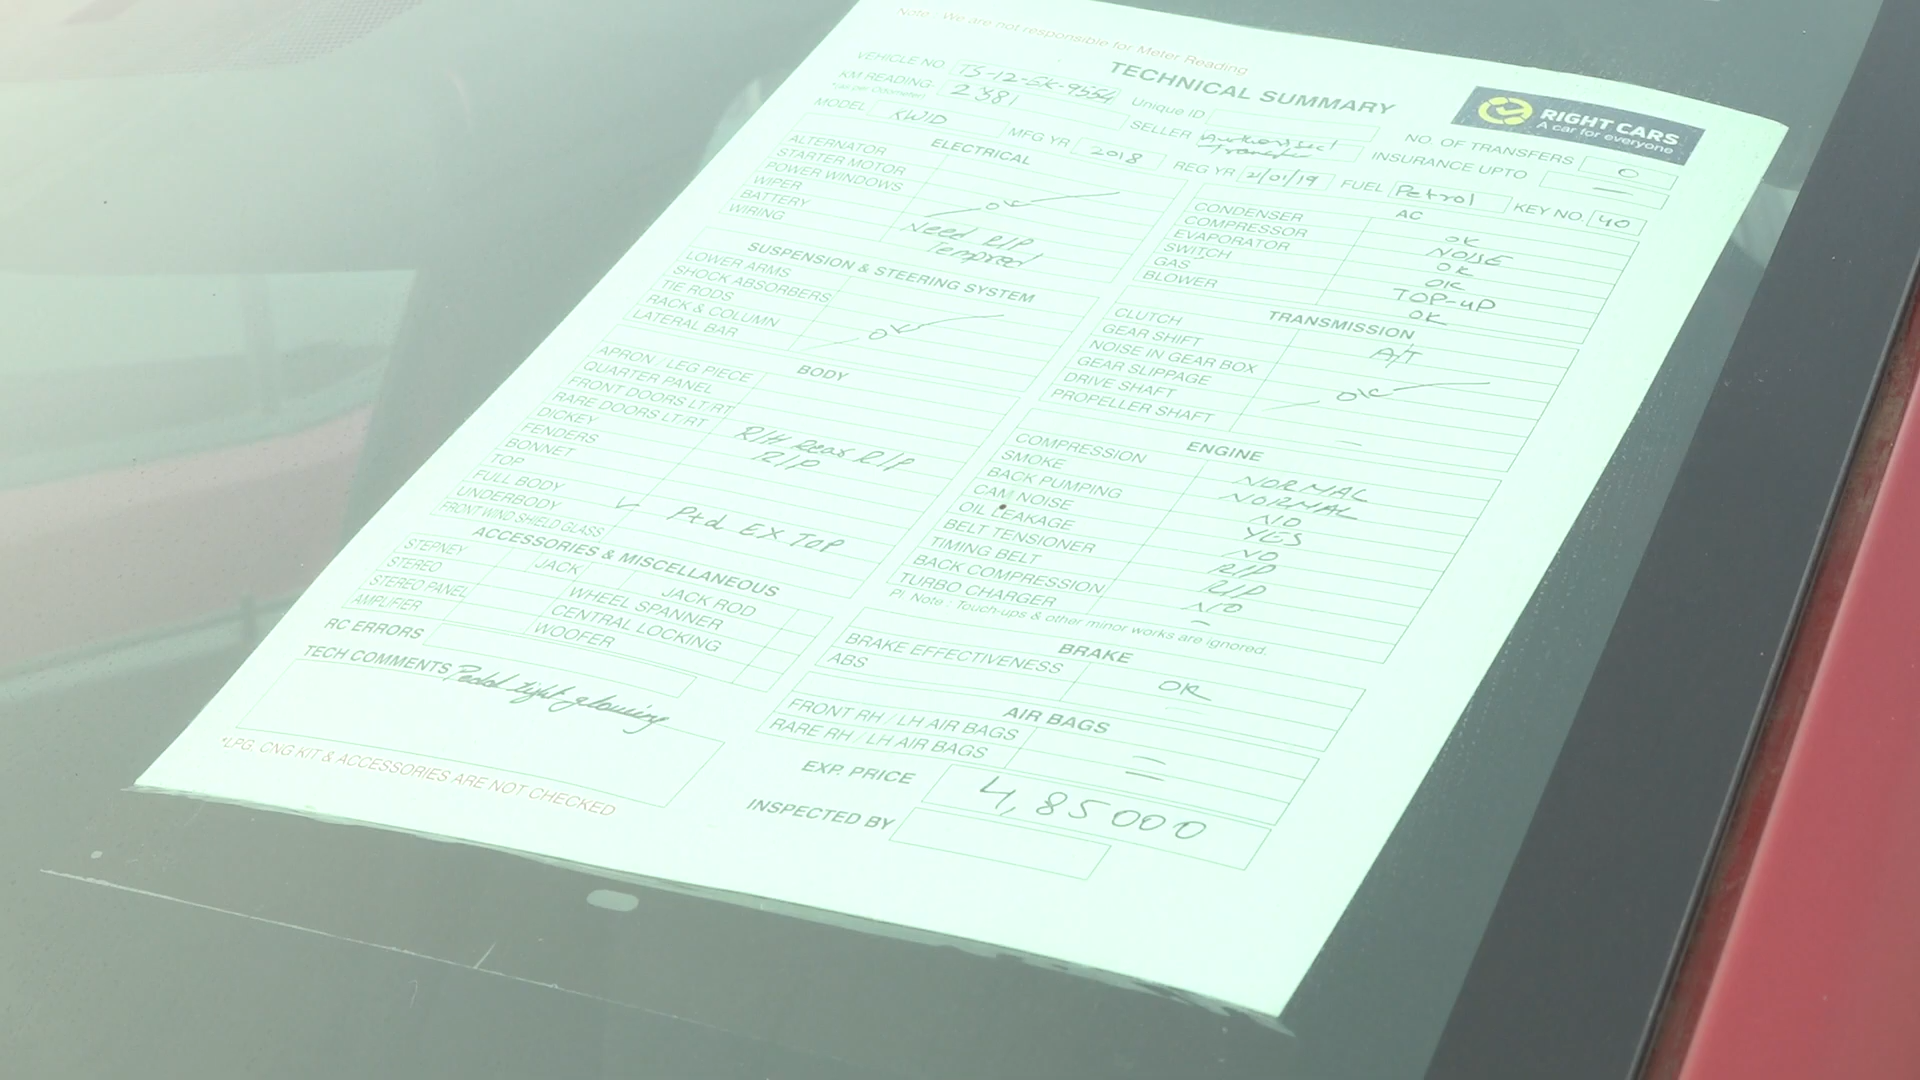 Note : We are not responsible for Meter Reading
TECHNICAL SUMMARY
RIGHT CARS
A car for everyone
VEHICLE NO TS-12-EK-9554 Unique ID
KM READING 2381 SELLER Transfer NO. OF TRANSFERS 0
*(As per Odometer)
MODEL KWID MFG YR 2018 REG YR 2/01/19 INSURANCE UPTO —
FUEL Petrol KEY NO. 40
ELECTRICAL
ALTERNATOR
STARTER MOTOR
POWER WINDOWS OK
WIPER
BATTERY Need R/P
WIRING Tempred
SUSPENSION & STEERING SYSTEM
LOWER ARMS
SHOCK ABSORBERS
TIE RODS OK
RACK & COLUMN
LATERAL BAR
BODY
APRON / LEG PIECE
QUARTER PANEL
FRONT DOORS LT/RT
RARE DOORS LT/RT R/H Rear R/P
DICKEY R/P
FENDERS
BONNET
TOP
FULL BODY Ptd EX TOP
UNDERBODY
FRONT WIND SHIELD GLASS
ACCESSORIES & MISCELLANEOUS
STEPNEY JACK JACK ROD
STEREO WHEEL SPANNER
STEREO PANEL CENTRAL LOCKING
AMPLIFIER WOOFER
RC ERRORS
TECH COMMENTS Pedal light glowing
*LPG, CNG KIT & ACCESSORIES ARE NOT CHECKED
AC
CONDENSER OK
COMPRESSOR NOISE
EVAPORATOR OK
SWITCH OK
GAS TOP-UP
BLOWER OK
TRANSMISSION
CLUTCH A/T
GEAR SHIFT
NOISE IN GEAR BOX OK
GEAR SLIPPAGE
DRIVE SHAFT
PROPELLER SHAFT —
ENGINE
COMPRESSION NORMAL
SMOKE NORMAL
BACK PUMPING NO
CAM NOISE YES
OIL LEAKAGE NO
BELT TENSIONER R/P
TIMING BELT R/P
BACK COMPRESSION NO
TURBO CHARGER —
Pl. Note : Touch-ups & other minor works are ignored.
BRAKE
BRAKE EFFECTIVENESS OK
ABS —
AIR BAGS
FRONT RH / LH AIR BAGS —
RARE RH / LH AIR BAGS —
EXP. PRICE 4,85000
INSPECTED BY